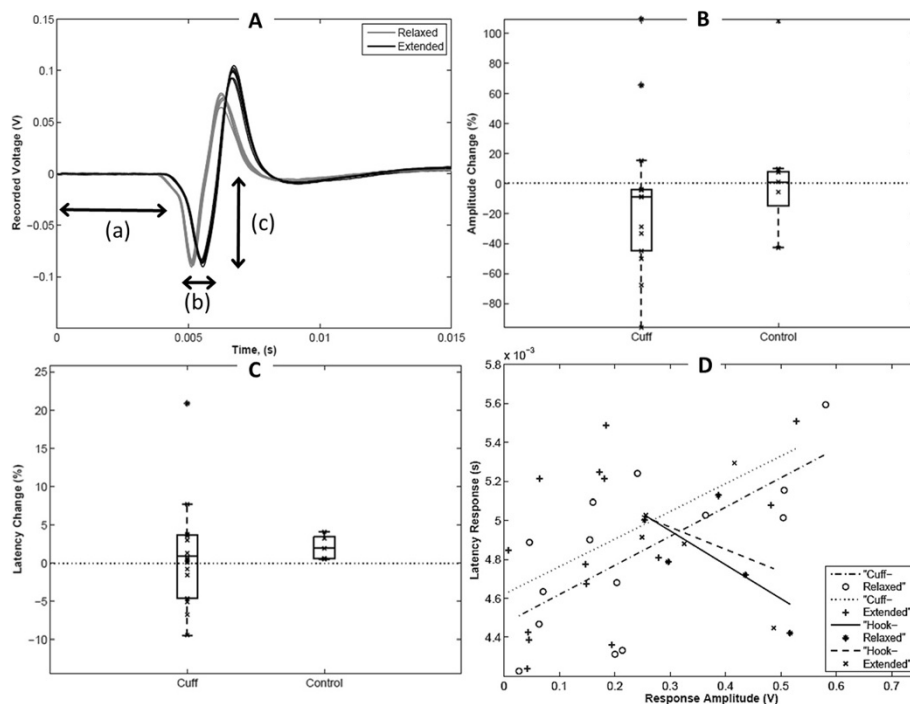 A
0.15
0.1
0.05
0
−0.05
−0.1
Recorded Voltage (V)
Relaxed
Extended
(a)
(b)
(c)
0
0.005
0.01
0.015
Time, (s)
B
100
80
60
40
20
0
−20
−40
−60
−80
Amplitude Change (%)
Cuff
Control
C
25
20
15
10
5
0
−5
−10
Latency Change (%)
Cuff
Control
D
x 10⁻³
5.8
5.6
5.4
5.2
5
4.8
4.6
4.4
Latency Response (s)
"Cuff−
Relaxed"
"Cuff−
Extended"
"Hook−
Relaxed"
"Hook−
Extended"
0
0.1
0.2
0.3
0.4
0.5
0.6
0.7
Response Amplitude (V)